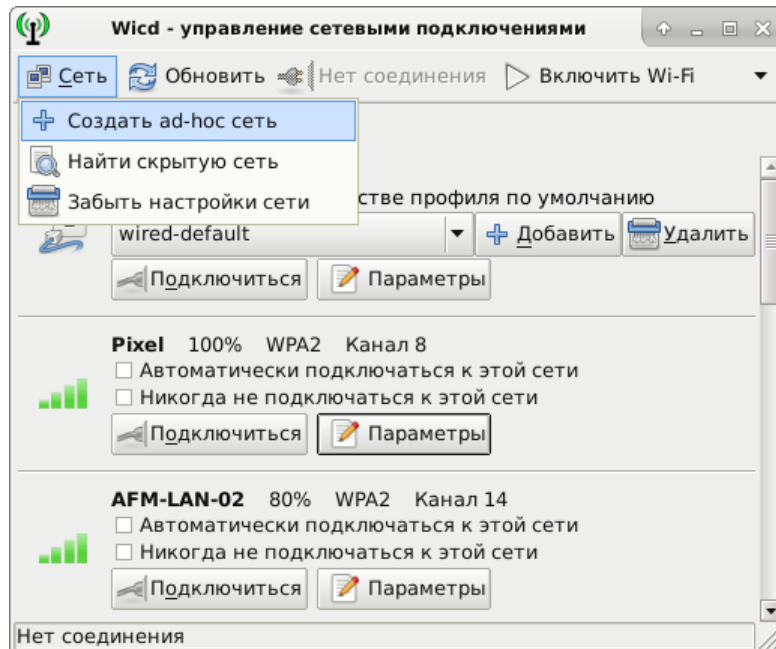 Wicd - управление сетевыми подключениями
Сеть Обновить Нет соединения Включить Wi-Fi
Создать ad-hoc сеть
Найти скрытую сеть
Забыть настройки сети
стве профиля по умолчанию
wired-default Добавить Удалить
Подключиться Параметры
Pixel 100% WPA2 Канал 8
Автоматически подключаться к этой сети
Никогда не подключаться к этой сети
Подключиться Параметры
AFM-LAN-02 80% WPA2 Канал 14
Автоматически подключаться к этой сети
Никогда не подключаться к этой сети
Подключиться Параметры
Нет соединения